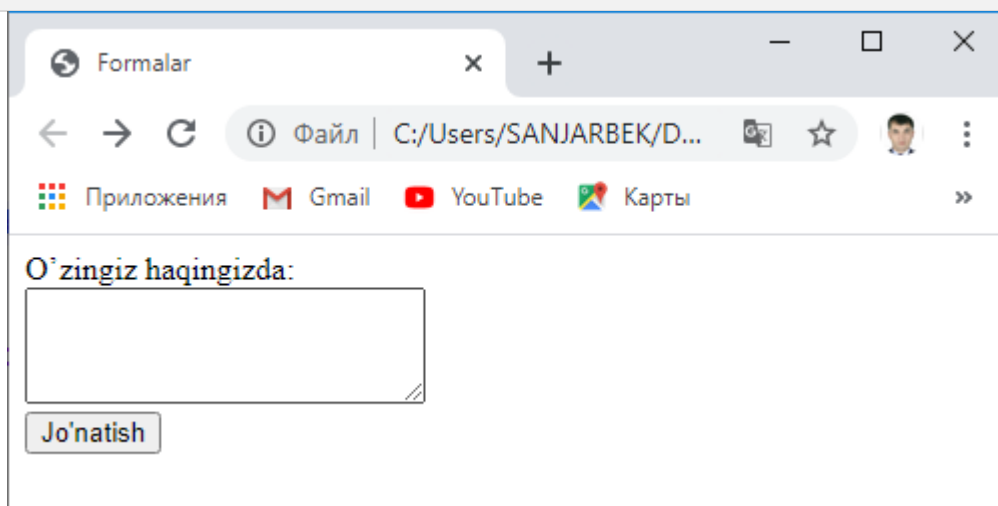 Formalar
Файл C:/Users/SANJARBEK/D...
Приложения Gmail YouTube Карты »
O`zingiz haqingizda:
Jo'natish